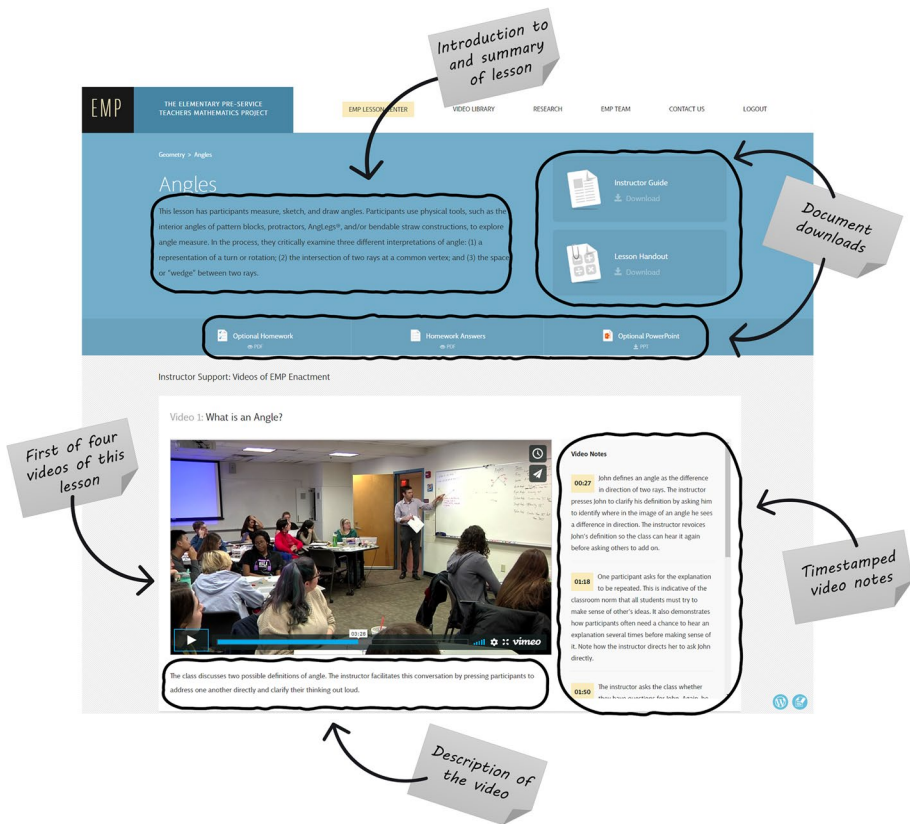 Introduction to
and summary
of lesson
EMP
THE ELEMENTARY PRE-SERVICE
TEACHERS MATHEMATICS PROJECT
EMP LESSON CENTER
VIDEO LIBRARY
RESEARCH
EMP TEAM
CONTACT US
LOGOUT
Geometry > Angles
Angles
This lesson has participants measure, sketch, and draw angles. Participants use physical tools, such as the
interior angles of pattern blocks, protractors, AngLegs®, and/or bendable straw constructions, to explore
angle measure. In the process, they critically examine three different interpretations of angle: (1) a
representation of a turn or rotation; (2) the intersection of two rays at a common vertex; and (3) the space
or "wedge" between two rays.
Instructor Guide
Download
Lesson Handout
Download
Document
downloads
Optional Homework
PDF
Homework Answers
PDF
Optional PowerPoint
PPT
Instructor Support: Videos of EMP Enactment
Video 1: What is an Angle?
First of four
videos of this
lesson
03:28
vimeo
The class discusses two possible definitions of angle. The instructor facilitates this conversation by pressing participants to
address one another directly and clarify their thinking out loud.
Video Notes
00:27 John defines an angle as the difference
in direction of two rays. The instructor
presses John to clarify his definition by asking him
to identify where in the image of an angle he sees
a difference in direction. The instructor revoices
John's definition so the class can hear it again
before asking others to add on.
01:18 One participant asks for the explanation
to be repeated. This is indicative of the
classroom norm that all students must try to
make sense of other's ideas. It also demonstrates
how participants often need a chance to hear an
explanation several times before making sense of
it. Note how the instructor directs her to ask John
directly.
01:50 The instructor asks the class whether
they have questions for John. Again, he
Timestamped
video notes
Description of
the video